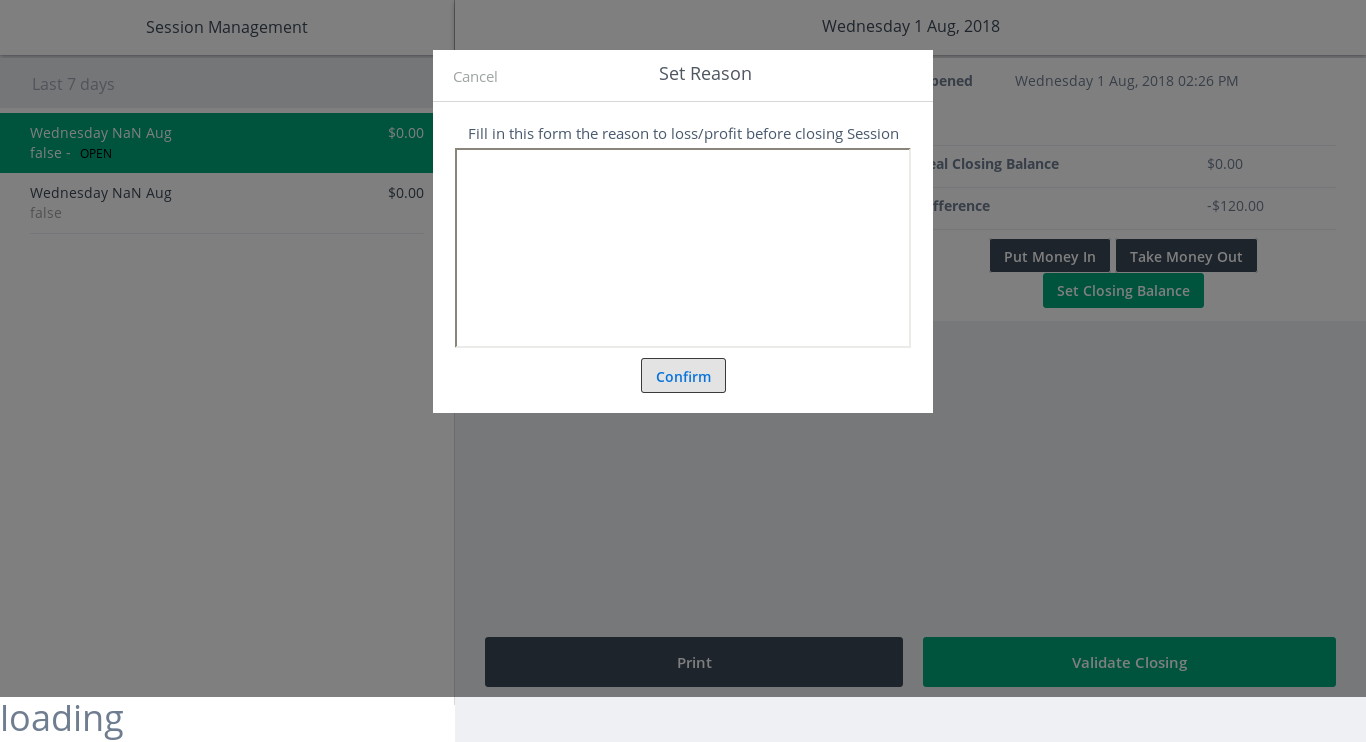 Session Management
Wednesday 1 Aug, 2018
Last 7 days
Wednesday NaN Aug $0.00
false - OPEN
Wednesday NaN Aug $0.00
false
Cancel
Set Reason
Fill in this form the reason to loss/profit before closing Session
Confirm
pened Wednesday 1 Aug, 2018 02:26 PM
eal Closing Balance $0.00
fference -$120.00
Put Money In Take Money Out
Set Closing Balance
Print Validate Closing
loading